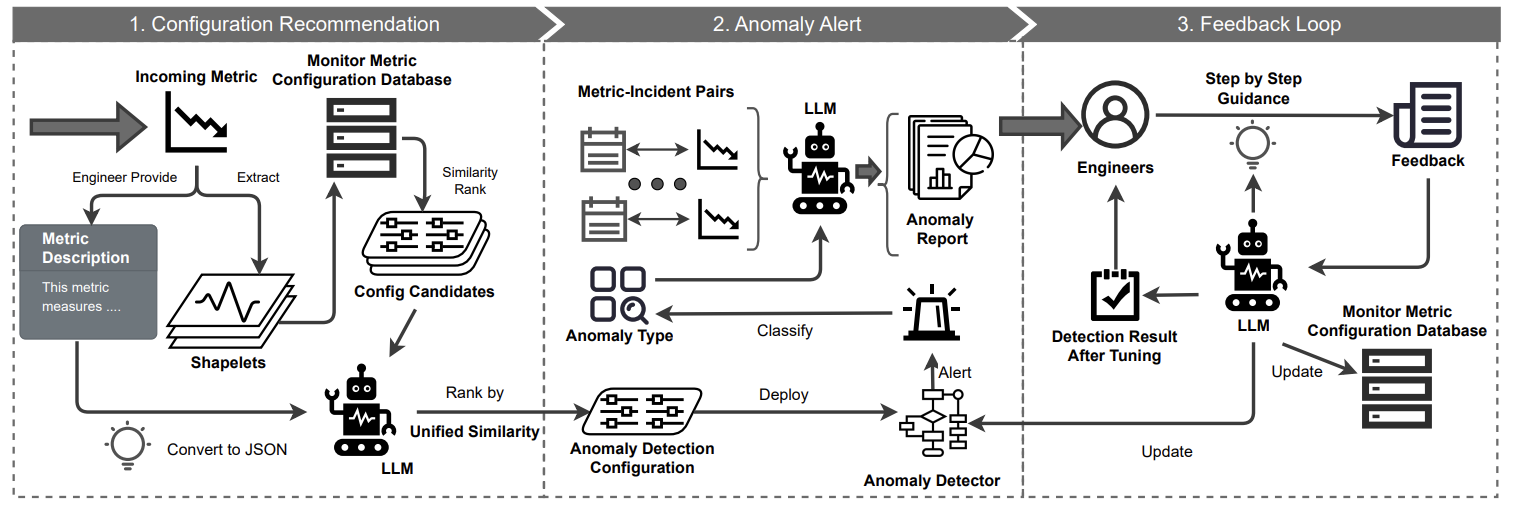 1. Configuration Recommendation
2. Anomaly Alert
3. Feedback Loop
Incoming Metric
Monitor Metric
Configuration Database
Engineer Provide
Extract
Similarity
Rank
Metric
Description
This metric
measures ....
Shapelets
Config Candidates
Convert to JSON
LLM
Rank by
Unified Similarity
Metric-Incident Pairs
LLM
Anomaly
Report
Anomaly Type
Classify
Alert
Anomaly Detection
Configuration
Deploy
Anomaly Detector
Engineers
Step by Step
Guidance
Feedback
Detection Result
After Tuning
LLM
Monitor Metric
Configuration Database
Update
Update